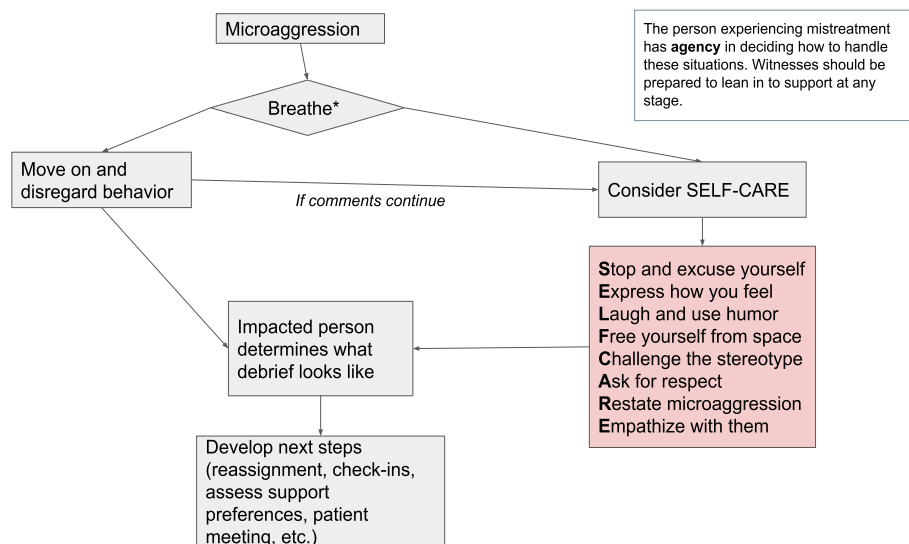 Microaggression
The person experiencing mistreatment
has agency in deciding how to handle
these situations. Witnesses should be
prepared to lean in to support at any
stage.
Breathe*
Move on and
disregard behavior
If comments continue
Consider SELF-CARE
Stop and excuse yourself
Express how you feel
Laugh and use humor
Free yourself from space
Challenge the stereotype
Ask for respect
Restate microaggression
Empathize with them
Impacted person
determines what
debrief looks like
Develop next steps
(reassignment, check-ins,
assess support
preferences, patient
meeting, etc.)